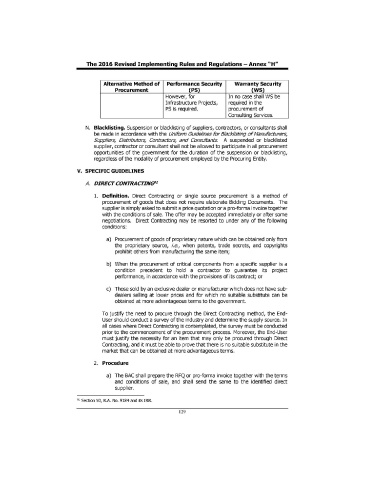 The 2016 Revised Implementing Rules and Regulations – Annex "H"
Alternative Method of Procurement
Performance Security (PS)
Warranty Security (WS)
However, for
Infrastructure Projects,
PS is required.
In no case shall WS be
required in the
procurement of
Consulting Services.
N. Blacklisting. Suspension or blacklisting of suppliers, contractors, or consultants shall
be made in accordance with the Uniform Guidelines for Blacklisting of Manufacturers,
Suppliers, Distributors, Contractors, and Consultants. A suspended or blacklisted
supplier, contractor or consultant shall not be allowed to participate in all procurement
opportunities of the government for the duration of the suspension or blacklisting,
regardless of the modality of procurement employed by the Procuring Entity.
V. SPECIFIC GUIDELINES
A. DIRECT CONTRACTING
1. Definition. Direct Contracting or single source procurement is a method of
procurement of goods that does not require elaborate Bidding Documents. The
supplier is simply asked to submit a price quotation or a pro-forma invoice together
with the conditions of sale. The offer may be accepted immediately or after some
negotiations. Direct Contracting may be resorted to under any of the following
conditions:
a) Procurement of goods of proprietary nature which can be obtained only from
the proprietary source, i.e., when patents, trade secrets, and copyrights
prohibit others from manufacturing the same item;
b) When the procurement of critical components from a specific supplier is a
condition precedent to hold a contractor to guarantee its project
performance, in accordance with the provisions of its contract; or
c) Those sold by an exclusive dealer or manufacturer which does not have sub-
dealers selling at lower prices and for which no suitable substitute can be
obtained at more advantageous terms to the government.
To justify the need to procure through the Direct Contracting method, the End-
User should conduct a survey of the industry and determine the supply source. In
all cases where Direct Contracting is contemplated, the survey must be conducted
prior to the commencement of the procurement process. Moreover, the End-User
must justify the necessity for an item that may only be procured through Direct
Contracting, and it must be able to prove that there is no suitable substitute in the
market that can be obtained at more advantageous terms.
2. Procedure
a) The BAC shall prepare the RFQ or pro-forma invoice together with the terms
and conditions of sale, and shall send the same to the identified direct
supplier.
Section 50, R.A. No. 9184 and its IRR.